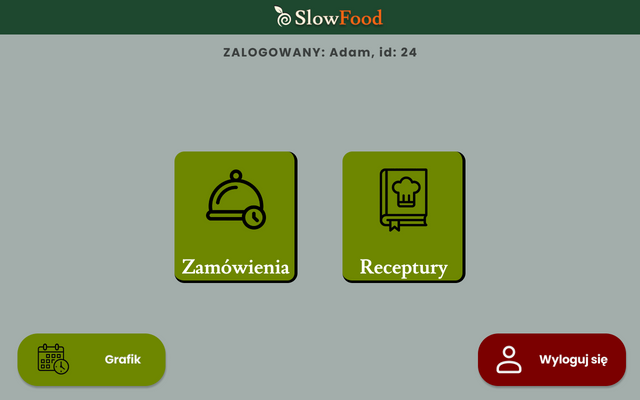 SlowFood
ZALOGOWANY: Adam, id: 24
Zamówienia
Receptury
Grafik
Wyloguj się